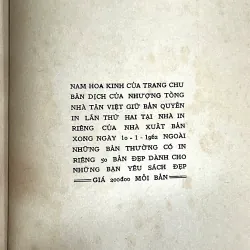 NAM HOA KINH CỦA TRANG CHU
BẢN DỊCH CỦA NHƯỢNG TỐNG
NHÀ TÂN VIỆT GIỮ BẢN QUYỀN
IN LẦN THỨ HAI TẠI NHÀ IN
RIÊNG CỦA NHÀ XUẤT BẢN
XONG NGÀY 10-1-1962 NGOÀI
NHỮNG BẢN THƯỜNG CÓ IN
RIÊNG 50 BẢN ĐẸP DÀNH CHO
NHỮNG BẠN YÊU SÁCH ĐẸP
GIÁ 200đ00 MỖI BẢN